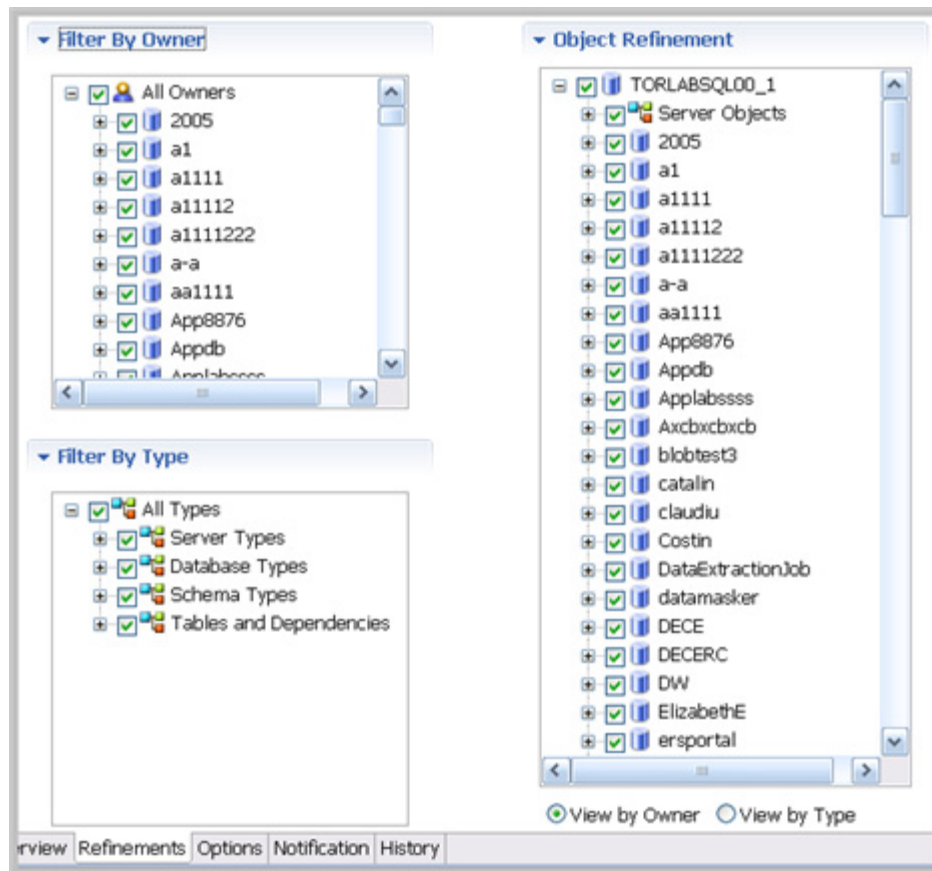 Filter By Owner
All Owners
2005
a1
a1111
a11112
a1111222
a-a
aa1111
App8876
Appdb
Applabssss
Filter By Type
All Types
Server Types
Database Types
Schema Types
Tables and Dependencies
Object Refinement
TORLABSQL00_1
Server Objects
2005
a1
a1111
a11112
a1111222
a-a
aa1111
App8876
Appdb
Applabssss
Axcbxcbxcb
blobtest3
catalin
claudiu
Costin
DataExtractionJob
datamasker
DECE
DECERC
DW
ElizabethE
ersportal
View by Owner View by Type
rview Refinements Options Notification History